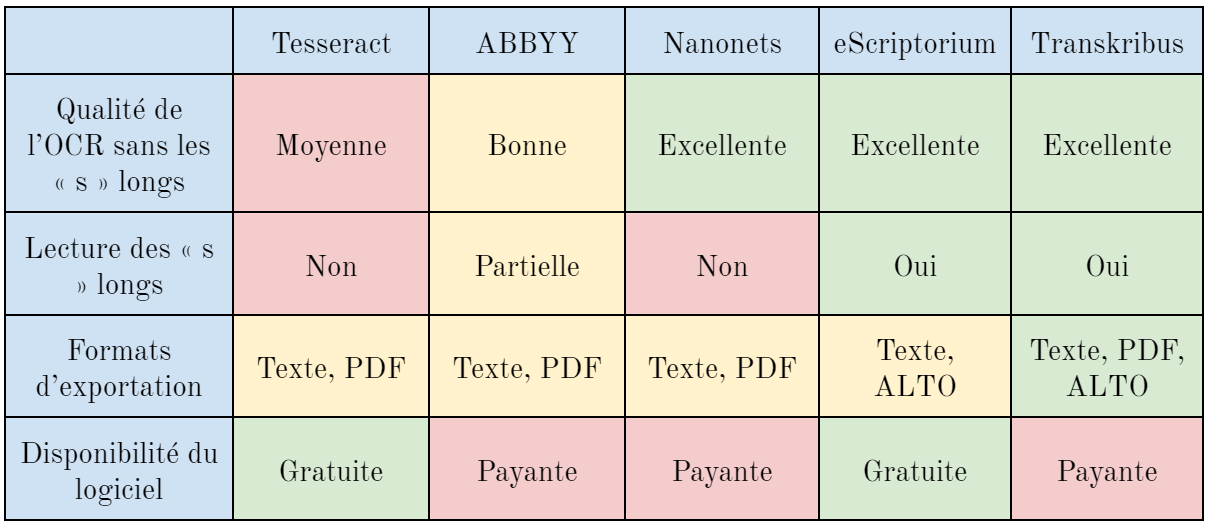 Tesseract ABBYY Nanonets eScriptorium Transkribus
Qualité de
l'OCR sans les
« s » longs
Moyenne Bonne Excellente Excellente Excellente
Lecture des « s
» longs
Non Partielle Non Oui Oui
Formats
d'exportation
Texte, PDF Texte, PDF Texte, PDF
Texte,
ALTO
Texte, PDF,
ALTO
Disponibilité du
logiciel
Gratuite Payante Payante Gratuite Payante